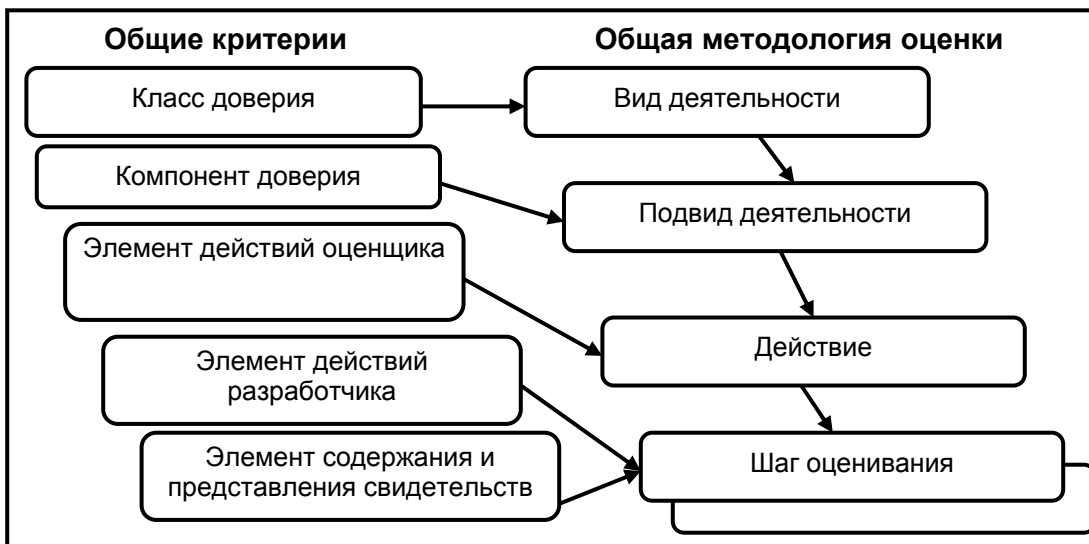 Общие критерии
Общая методология оценки
Класс доверия
Вид деятельности
Компонент доверия
Подвид деятельности
Элемент действий оценщика
Действие
Элемент действий
разработчика
Элемент содержания и
представления свидетельств
Шаг оценивания